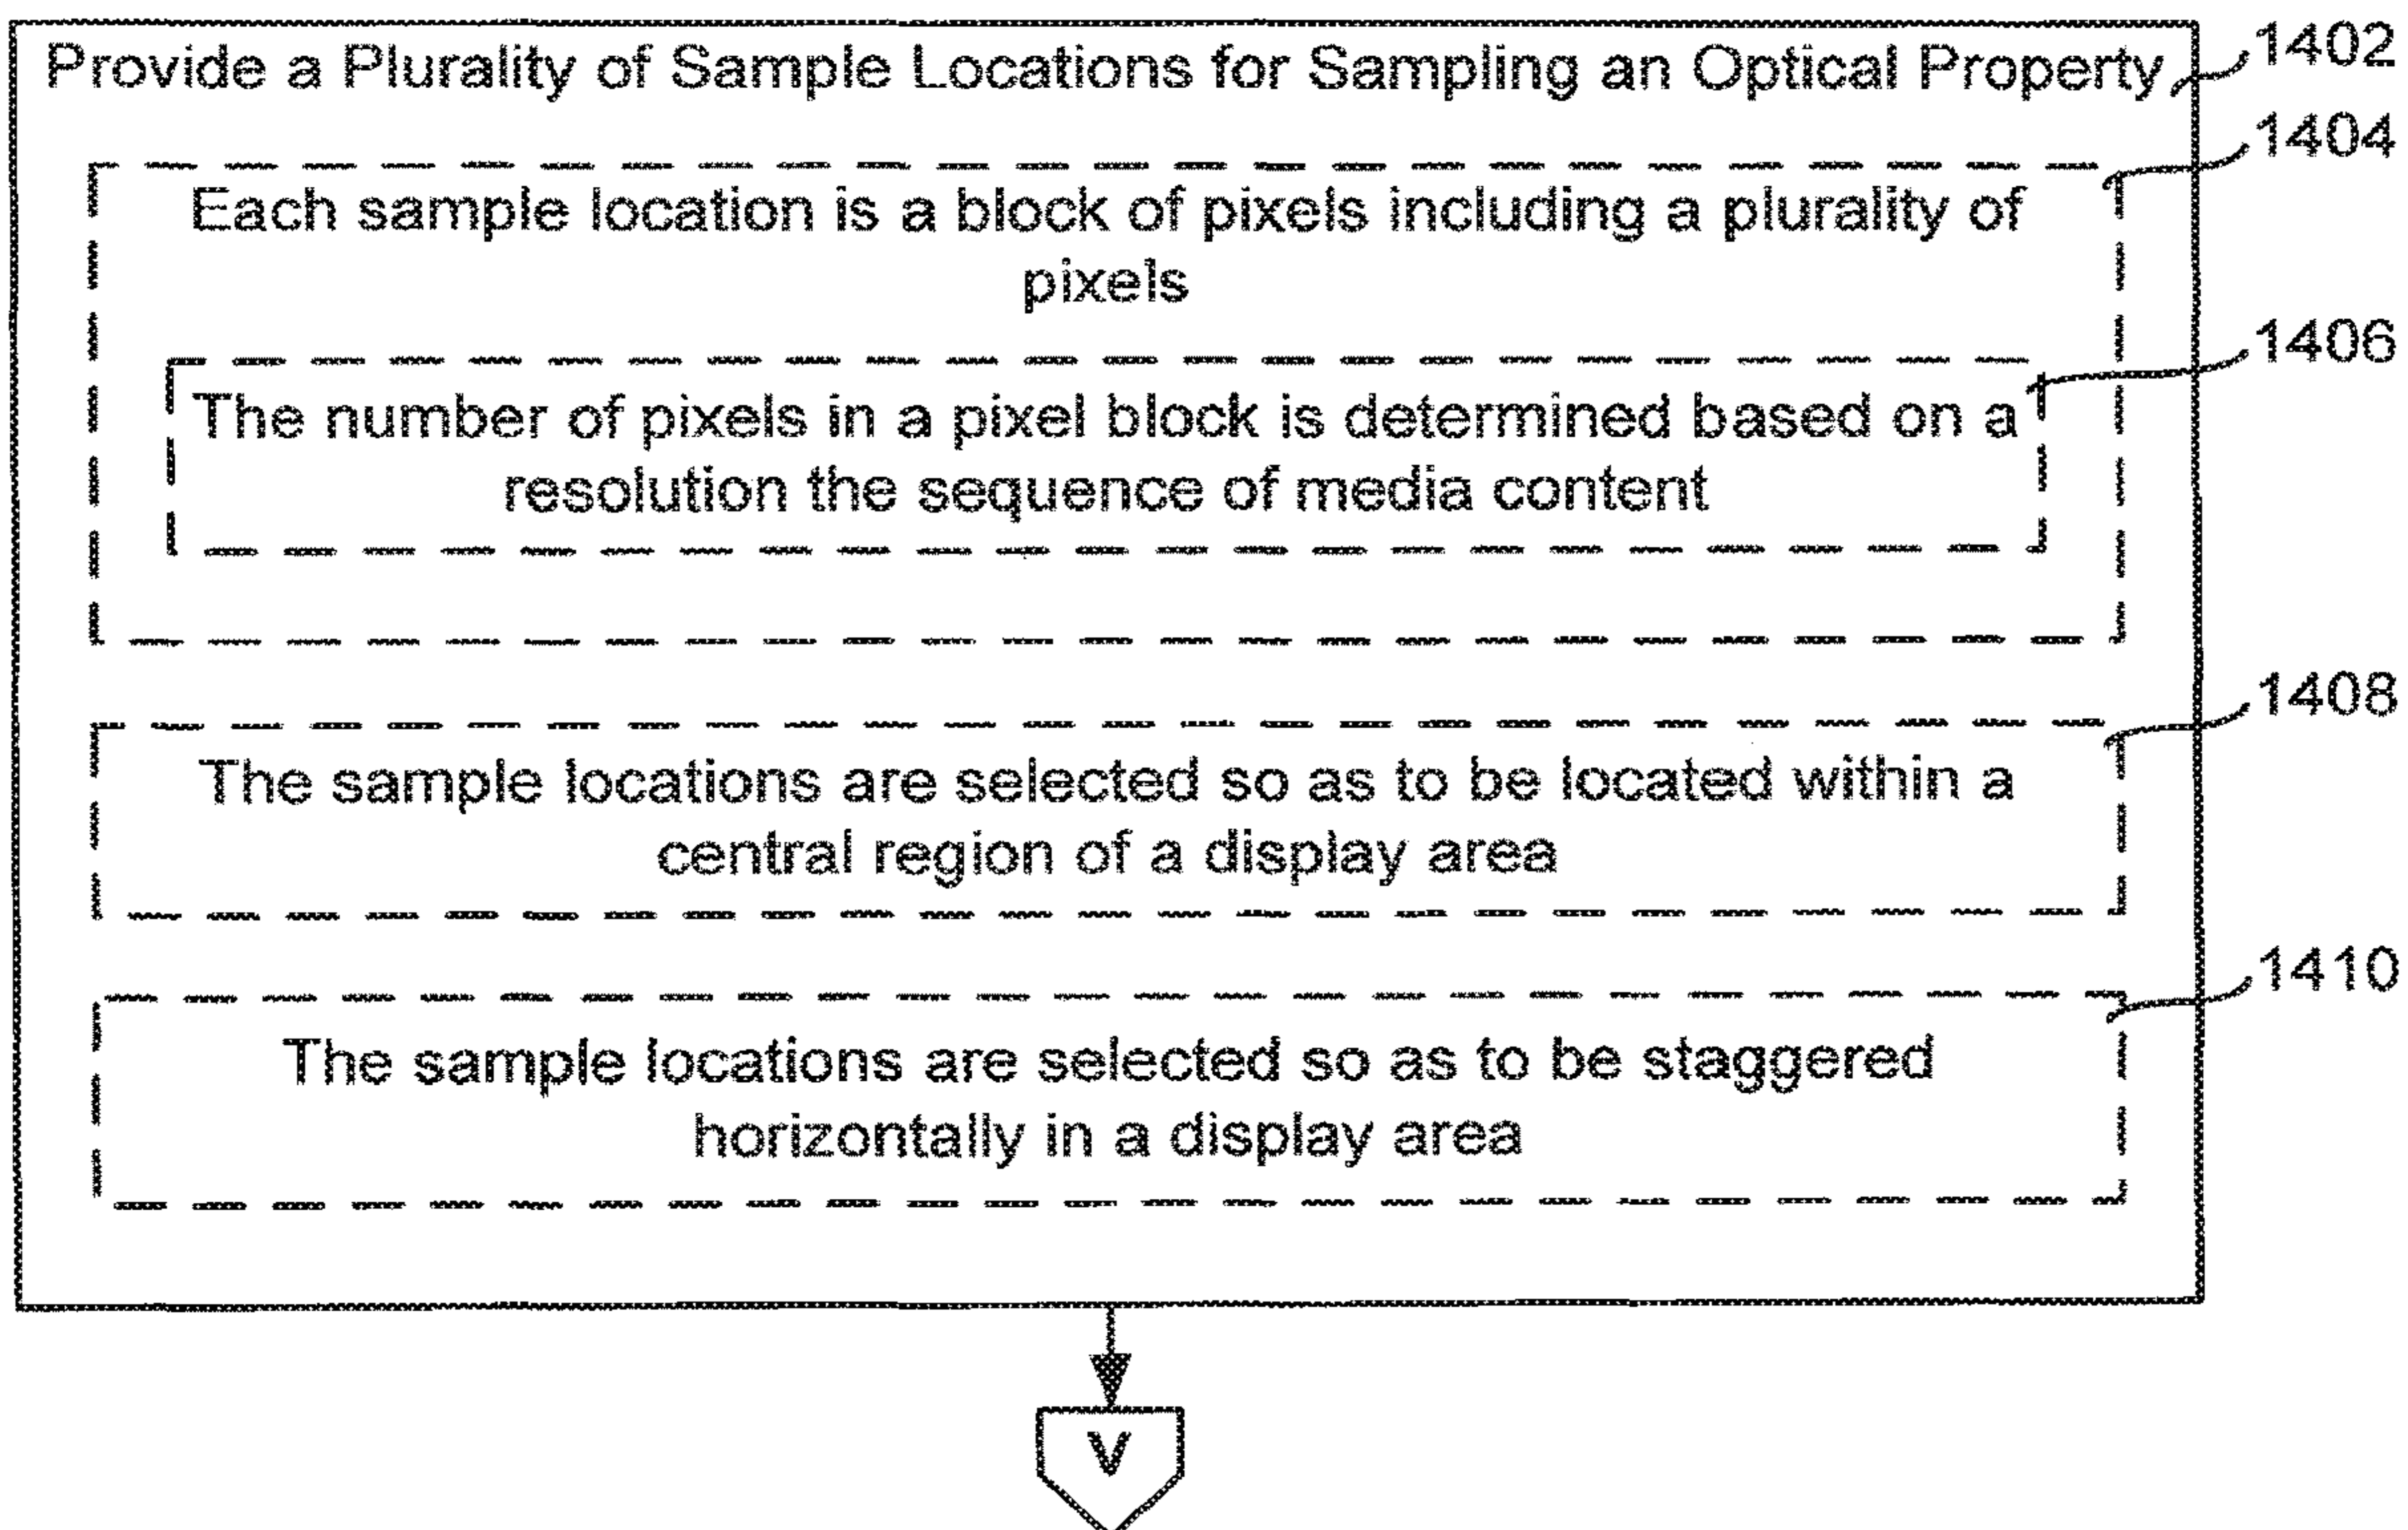 Provide a Plurality of Sample Locations for Sampling an Optical Property
1402
1404
Each sample location is a block of pixels including a plurality of
pixels
1406
The number of pixels in a pixel block is determined based on a
resolution the sequence of media content
1408
The sample locations are selected so as to be located within a
central region of a display area
1410
The sample locations are selected so as to be staggered
horizontally in a display area
V